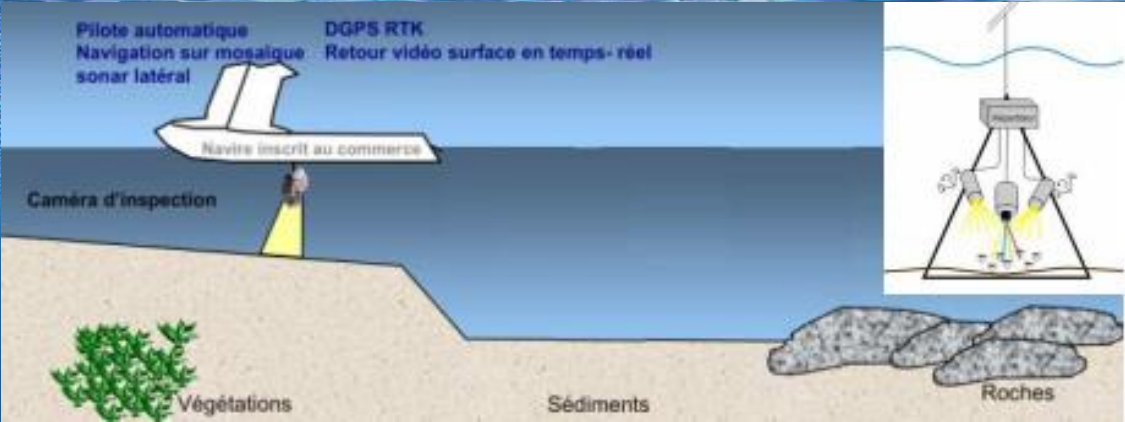 Pilote automatique
Navigation sur mosaïque
sonar latéral
DGPS RTK
Retour vidéo surface en temps- réel
Navire inscrit au commerce
Caméra d'inspection
Végétations
Sédiments
Roches